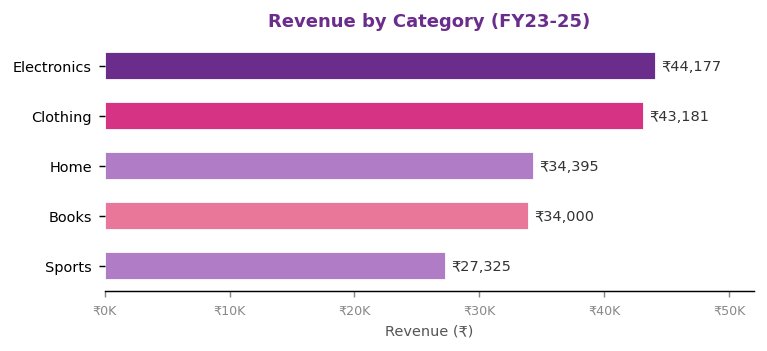 Revenue by Category (FY23-25)
Electronics ₹44,177
Clothing ₹43,181
Home ₹34,395
Books ₹34,000
Sports ₹27,325
₹0K ₹10K ₹20K ₹30K ₹40K ₹50K
Revenue (₹)